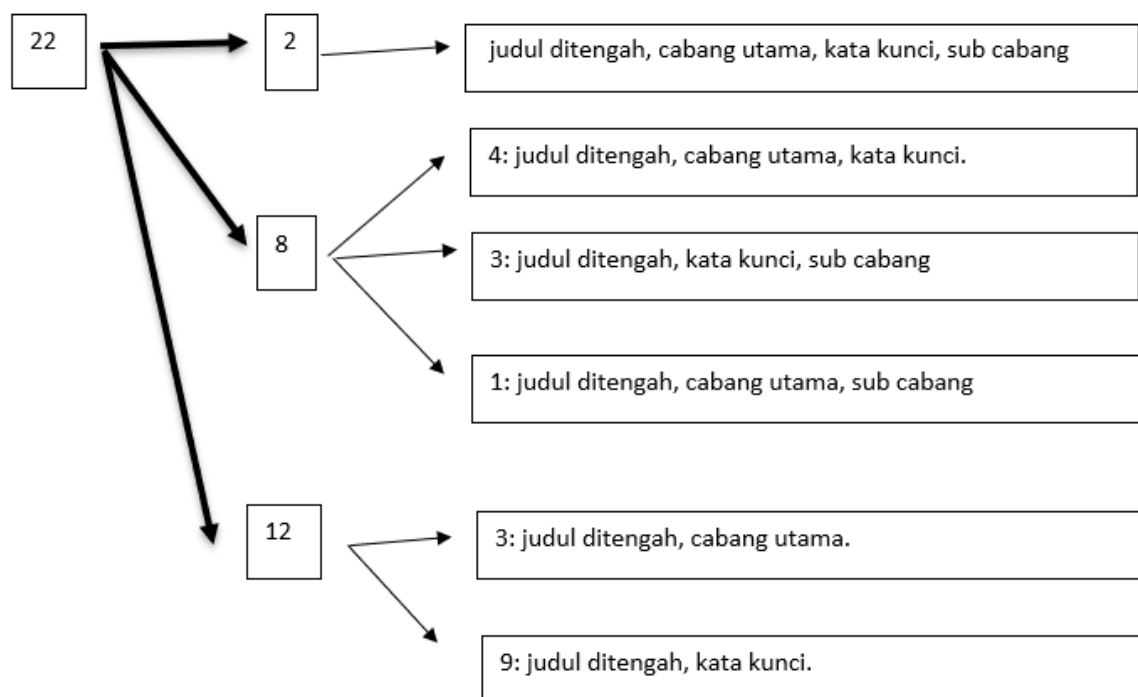 22
2
judul ditengah, cabang utama, kata kunci, sub cabang
4: judul ditengah, cabang utama, kata kunci.
8
3: judul ditengah, kata kunci, sub cabang
1: judul ditengah, cabang utama, sub cabang
12
3: judul ditengah, cabang utama.
9: judul ditengah, kata kunci.